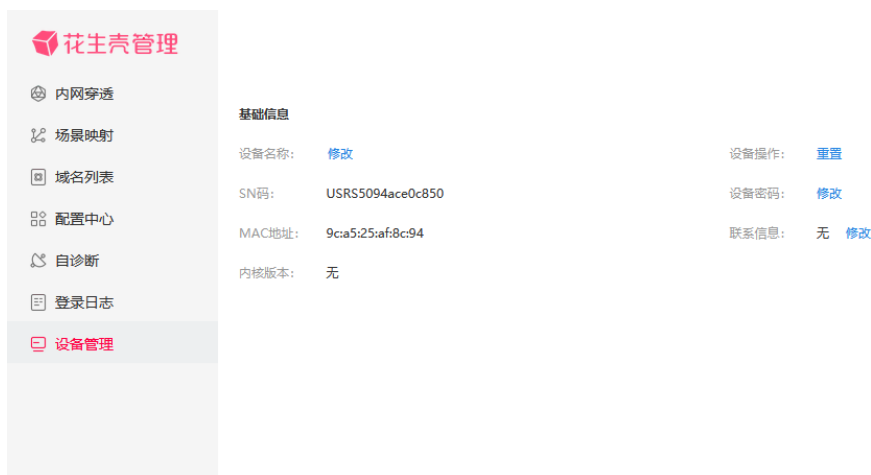 花生壳管理
内网穿透
场景映射
域名列表
配置中心
自诊断
登录日志
设备管理
基础信息
设备名称: 修改 设备操作: 重置
SN码: USRS5094ace0c850 设备密码: 修改
MAC地址: 9c:a5:25:af:8c:94 联系信息: 无 修改
内核版本: 无